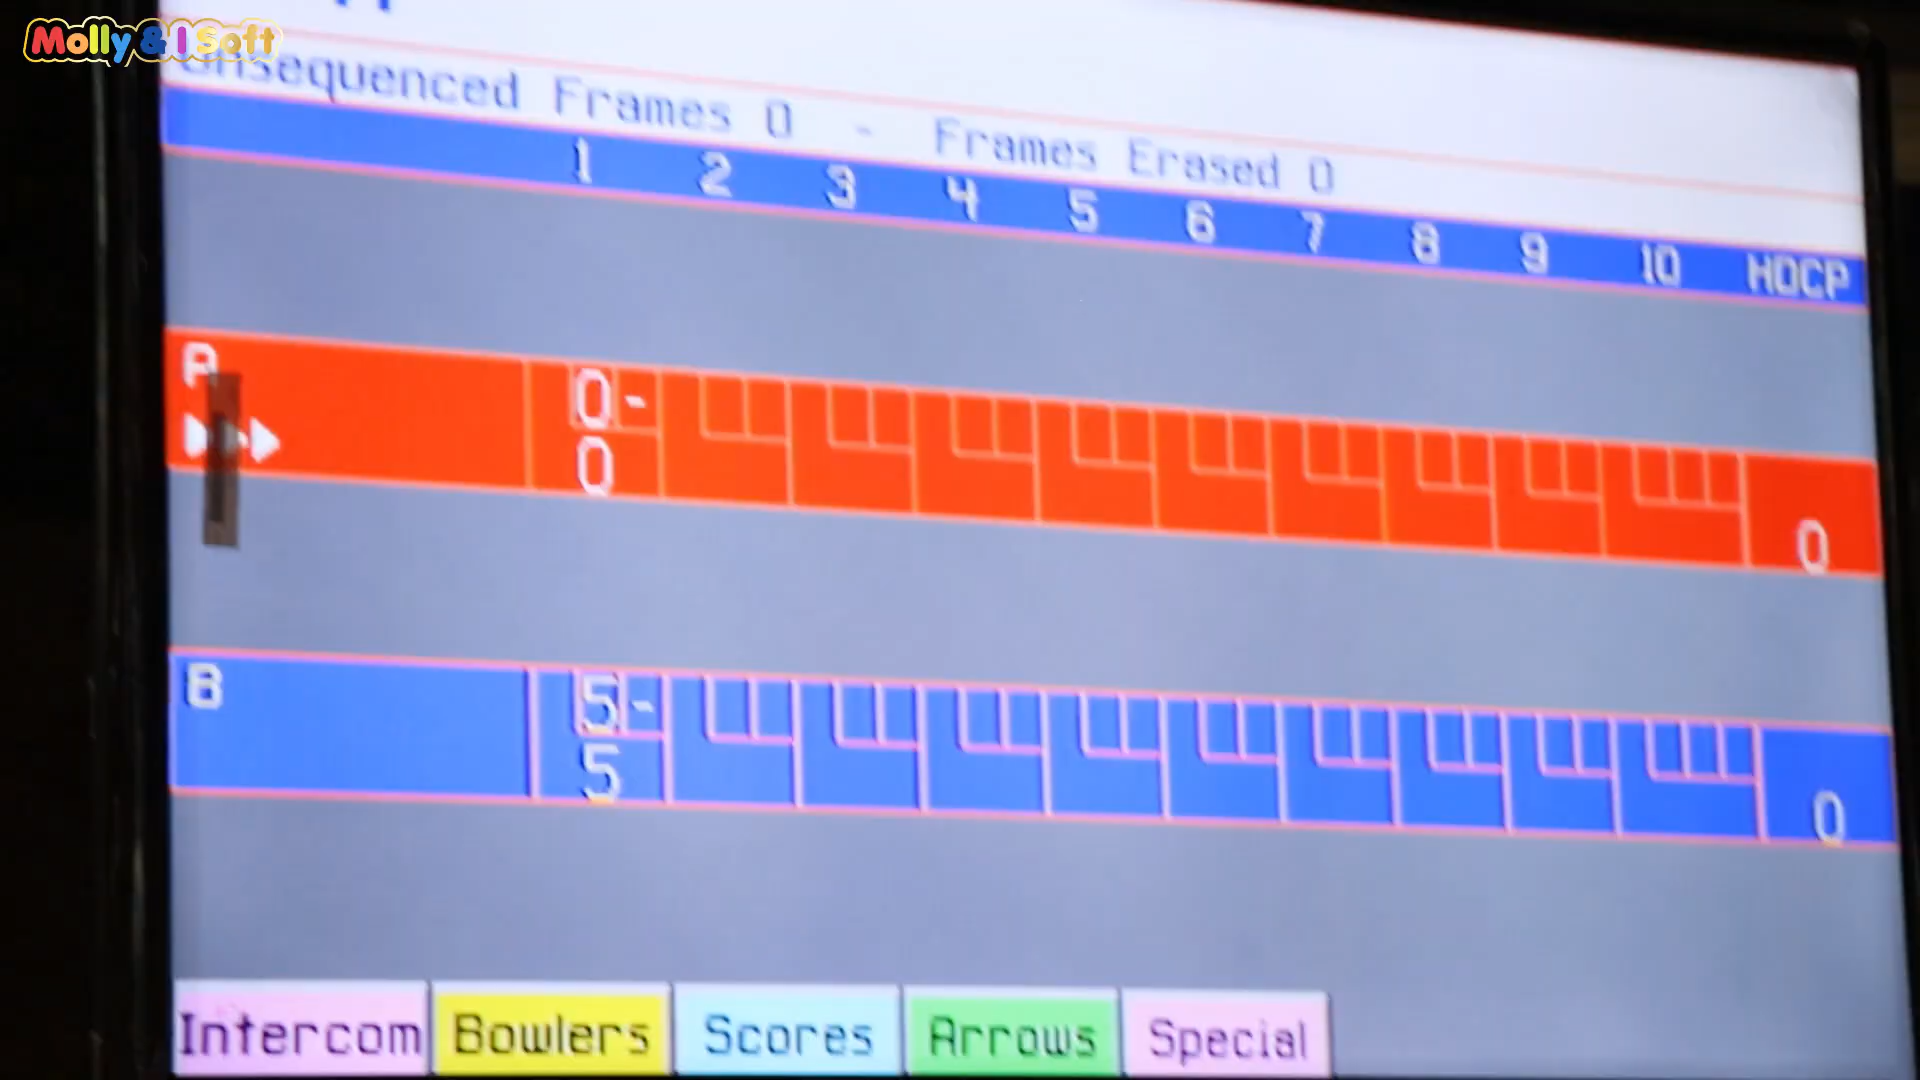 Molly & I Soft
Unsequenced Frames 0 - Frames Erased 0
1 2 3 4 5 6 7 8 9 10 HDCP
A 0 -
0 0
B 5 -
5 0
Intercom Bowlers Scores Arrows Special